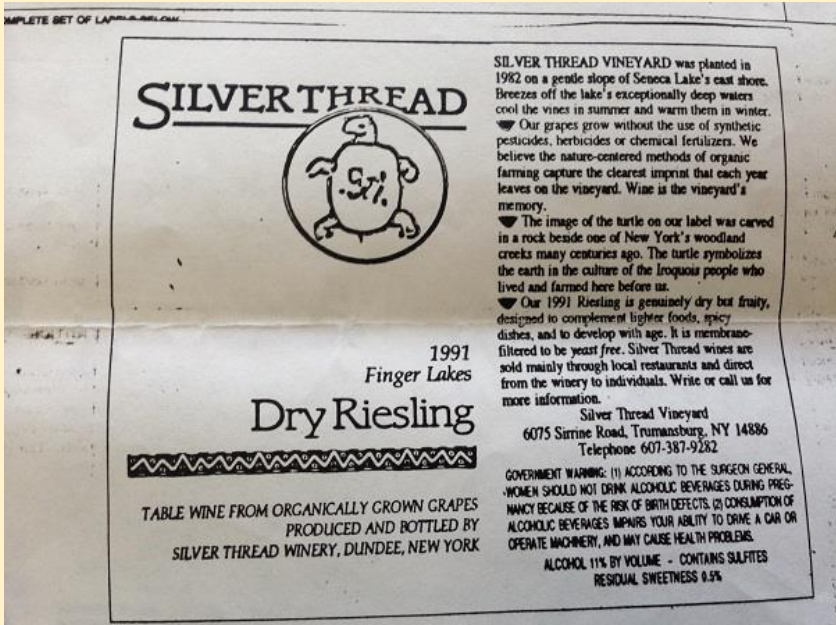 COMPLETE SET OF LABELS BELOW
SILVER THREAD
1991
Finger Lakes
Dry Riesling
TABLE WINE FROM ORGANICALLY GROWN GRAPES
PRODUCED AND BOTTLED BY
SILVER THREAD WINERY, DUNDEE, NEW YORK
SILVER THREAD VINEYARD was planted in
1982 on a gentle slope of Seneca Lake's east shore.
Breezes off the lake's exceptionally deep waters
cool the vines in summer and warm them in winter.
Our grapes grow without the use of synthetic
pesticides, herbicides or chemical fertilizers. We
believe the nature-centered methods of organic
farming capture the clearest imprint that each year
leaves on the vineyard. Wine is the vineyard's
memory.
The image of the turtle on our label was carved
in a rock beside one of New York's woodland
creeks many centuries ago. The turtle symbolizes
the earth in the culture of the Iroquois people who
lived and farmed here before us.
Our 1991 Riesling is genuinely dry but fruity,
designed to complement lighter foods, spicy
dishes, and to develop with age. It is membrane-
filtered to be yeast free. Silver Thread wines are
sold mainly through local restaurants and direct
from the winery to individuals. Write or call us for
more information.
Silver Thread Vineyard
6075 Sirrine Road, Trumansburg, NY 14886
Telephone 607-387-9282
GOVERNMENT WARNING: (1) ACCORDING TO THE SURGEON GENERAL,
WOMEN SHOULD NOT DRINK ALCOHOLIC BEVERAGES DURING PREG-
NANCY BECAUSE OF THE RISK OF BIRTH DEFECTS. (2) CONSUMPTION OF
ALCOHOLIC BEVERAGES IMPAIRS YOUR ABILITY TO DRIVE A CAR OR
OPERATE MACHINERY, AND MAY CAUSE HEALTH PROBLEMS.
ALCOHOL 11% BY VOLUME - CONTAINS SULFITES
RESIDUAL SWEETNESS 0.5%